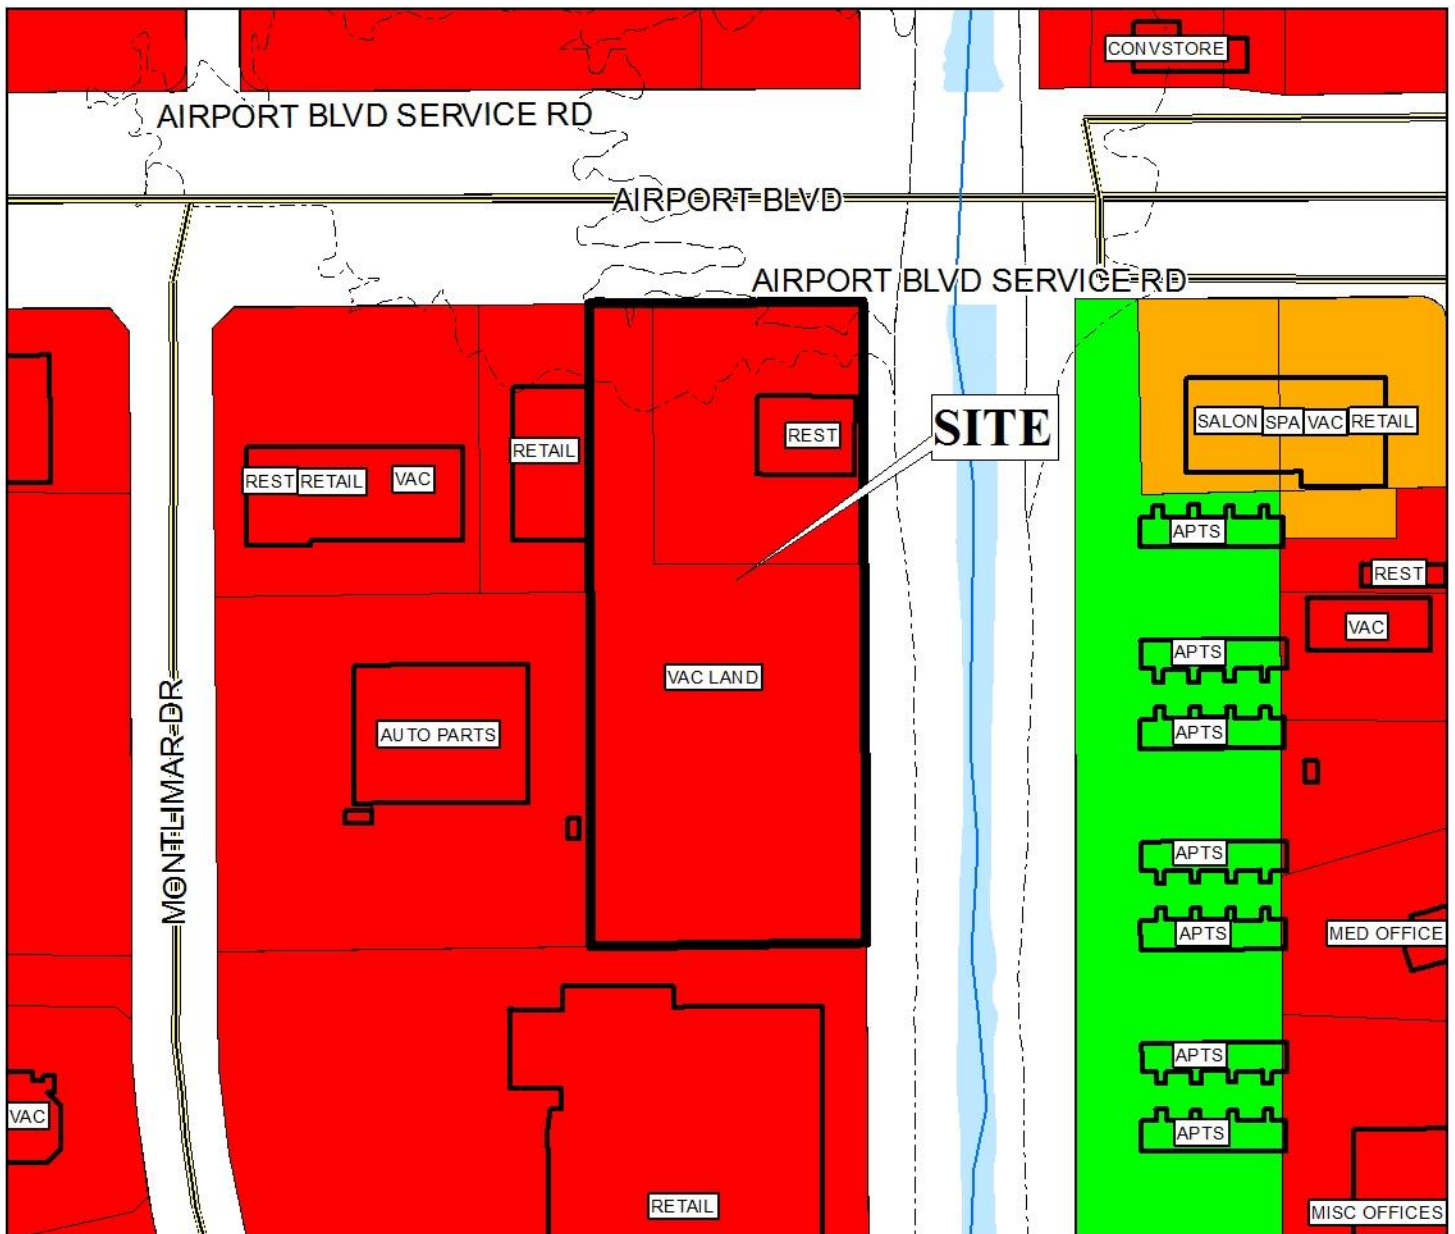 CONVSTORE
AIRPORT BLVD SERVICE RD
AIRPORT BLVD
AIRPORT BLVD SERVICE RD
SITE
SALON SPA VAC RETAIL
REST
RETAIL
REST RETAIL VAC
APTS
REST
VAC
APTS
VAC LAND
AUTO PARTS
APTS
MONTLIMAR DR
APTS
APTS
MED OFFICE
APTS
VAC
APTS
RETAIL
MISC OFFICES